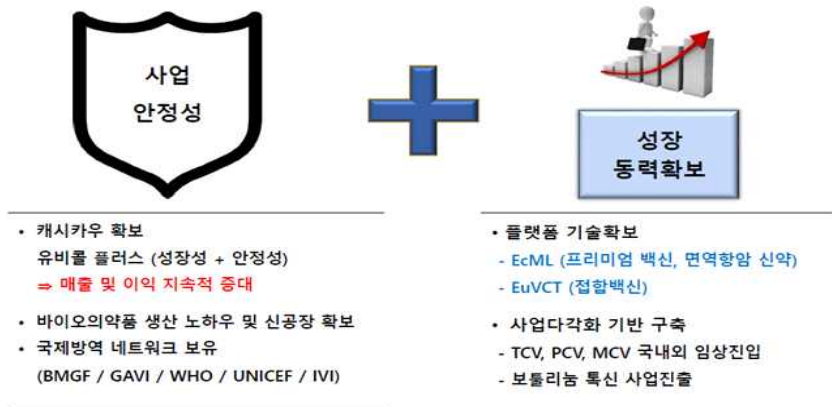 사업
안정성
성장
동력확보
• 캐시카우 확보
유비콜 플러스 (성장성 + 안정성)
⇒ 매출 및 이익 지속적 증대
• 바이오의약품 생산 노하우 및 신공장 확보
• 국제방역 네트워크 보유
(BMGF / GAVI / WHO / UNICEF / IVI)
• 플랫폼 기술확보
- EcML (프리미엄 백신, 면역항암 신약)
- EuVCT (접합백신)
• 사업다각화 기반 구축
- TCV, PCV, MCV 국내외 임상진입
- 보툴리눔 톡신 사업진출